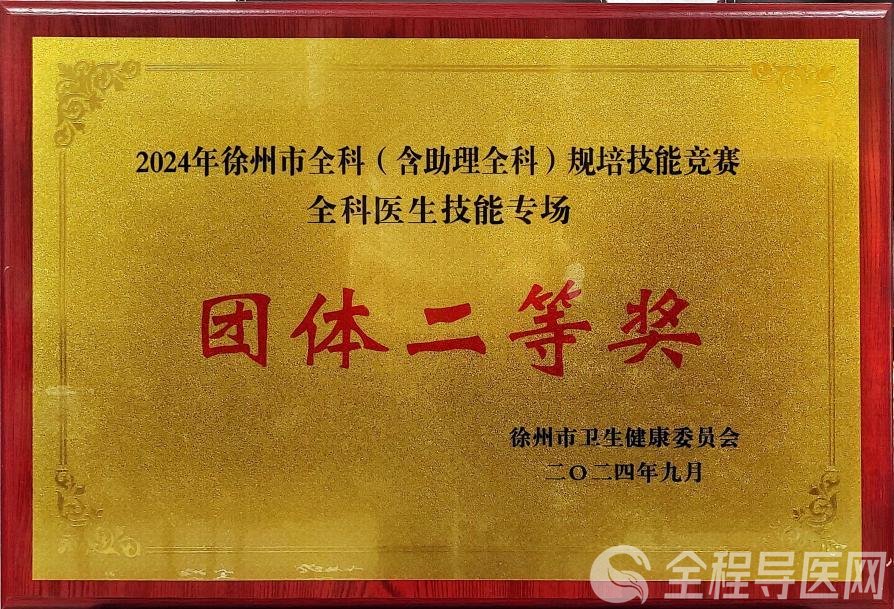 2024年徐州市全科（含助理全科）规培技能竞赛
全科医生技能专场
团体二等奖
徐州市卫生健康委员会
二〇二四年九月
全程导医网